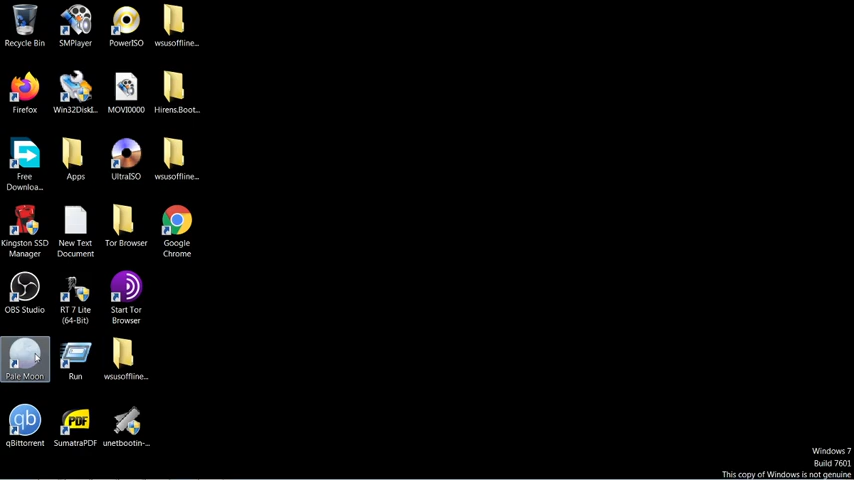 Recycle Bin
SMPlayer
PowerISO
wsusoffline...
Firefox
Win32DiskI...
MOVI0000
Hirens.Boot...
Free
Downloa...
Apps
UltraISO
wsusoffline...
Kingston SSD
Manager
New Text
Document
Tor Browser
Google
Chrome
OBS Studio
RT 7 Lite
(64-Bit)
Start Tor
Browser
Pale Moon
Run
wsusoffline...
qb
qBittorrent
PDF
SumatraPDF
unetbootin-...
Windows 7
Build 7601
This copy of Windows is not genuine